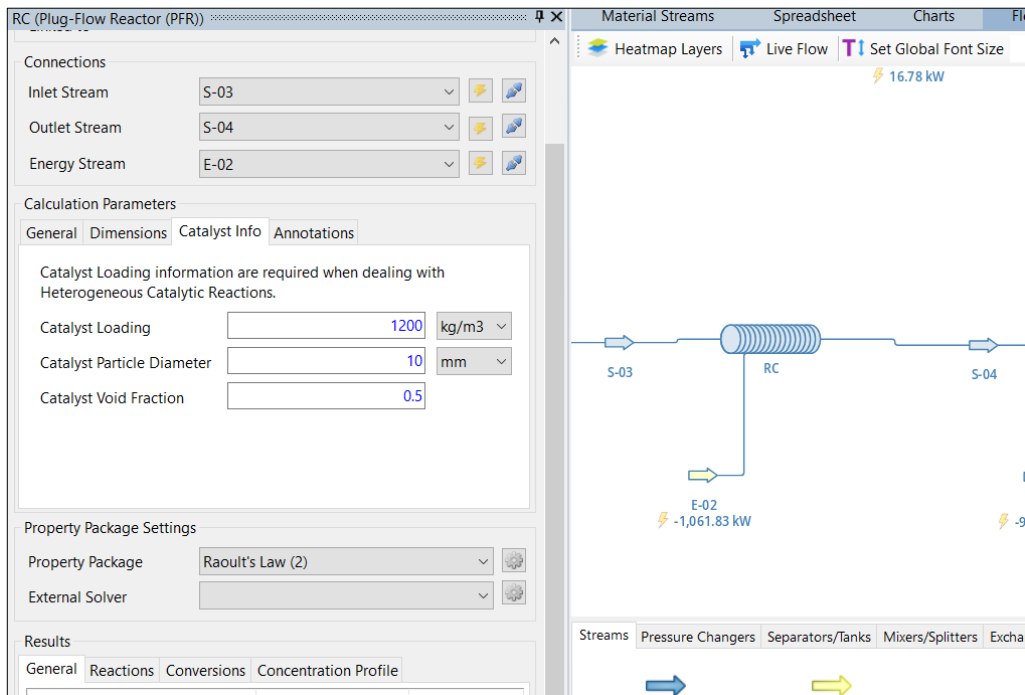 RC (Plug-Flow Reactor (PFR))
Connections
Inlet Stream S-03
Outlet Stream S-04
Energy Stream E-02
Calculation Parameters
General Dimensions Catalyst Info Annotations
Catalyst Loading information are required when dealing with
Heterogeneous Catalytic Reactions.
Catalyst Loading 1200 kg/m3
Catalyst Particle Diameter 10 mm
Catalyst Void Fraction 0.5
Property Package Settings
Property Package Raoult's Law (2)
External Solver
Results
General Reactions Conversions Concentration Profile
Material Streams Spreadsheet Charts
Heatmap Layers Live Flow Set Global Font Size
16.78 kW
S-03
RC
S-04
E-02
-1,061.83 kW
-9
Streams Pressure Changers Separators/Tanks Mixers/Splitters Excha